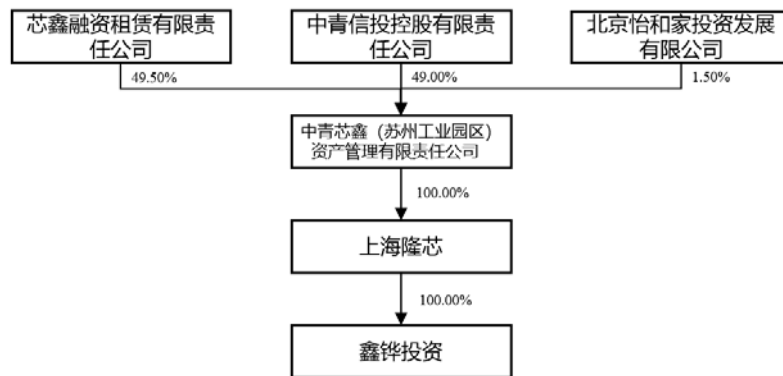 芯鑫融资租赁有限责
任公司
中青信投控股有限责
任公司
北京怡和家投资发展
有限公司
49.50%
49.00%
1.50%
中青芯鑫（苏州工业园区）
资产管理有限责任公司
100.00%
上海隆芯
100.00%
鑫铧投资